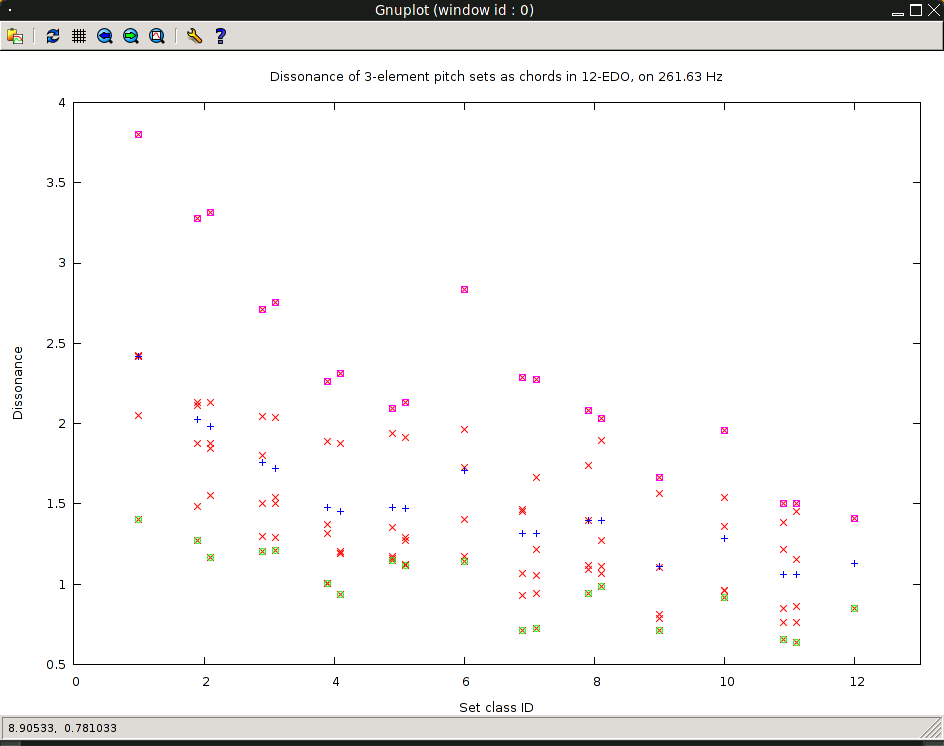 Gnuplot (window id : 0)
?
Dissonance of 3-element pitch sets as chords in 12-EDO, on 261.63 Hz
4
3.5
3
2.5
2
1.5
1
0.5
Dissonance
0 2 4 6 8 10 12
Set class ID
8.90533, 0.781033